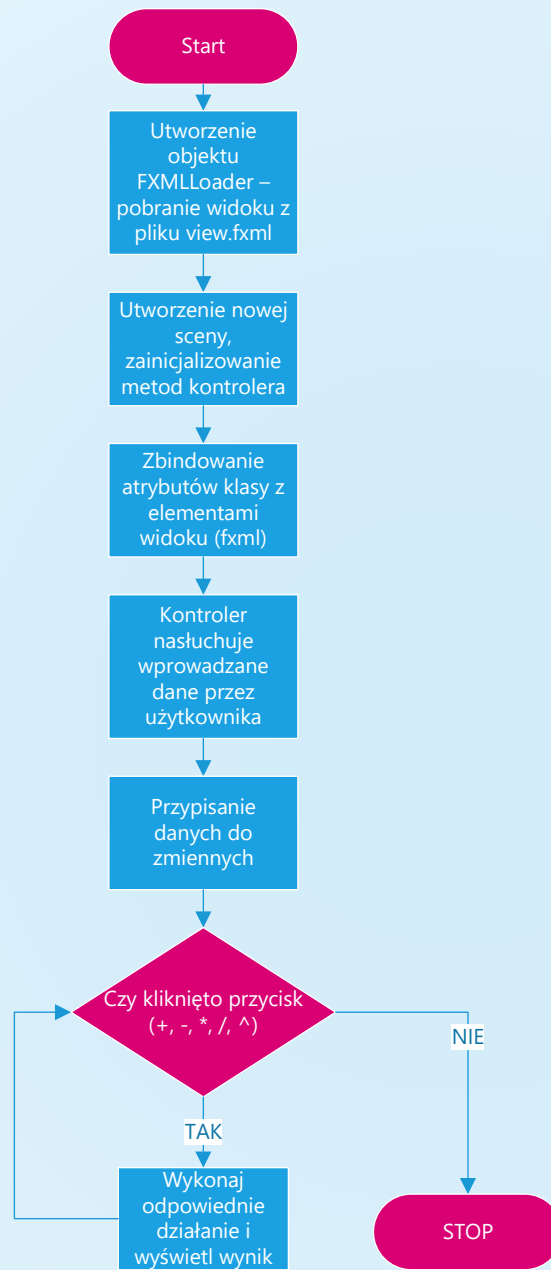 Start
Utworzenie
objektu
FXMLLoader –
pobranie widoku z
pliku view.fxml
Utworzenie nowej
sceny,
zainicjalizowanie
metod kontrolera
Zbindowanie
atrybutów klasy z
elementami
widoku (fxml)
Kontroler
nasłuchuje
wprowadzane
dane przez
użytkownika
Przypisanie
danych do
zmiennych
Czy kliknięto przycisk
(+, -, *, /, ^)
NIE
TAK
Wykonaj
odpowiednie
działanie i
wyświetl wynik
STOP